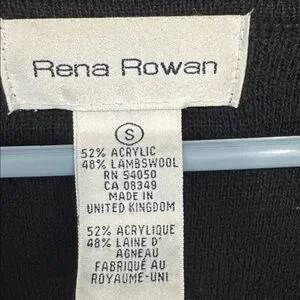 Rena Rowan
S
52% ACRYLIC
48% LAMBSWOOL
RN 54050
CA 08349
MADE IN
UNITED KINGDOM
52% ACRYLIQUE
48% LAINE D'
AGNEAU
FABRIQUÉ AU
ROYAUME-UNI